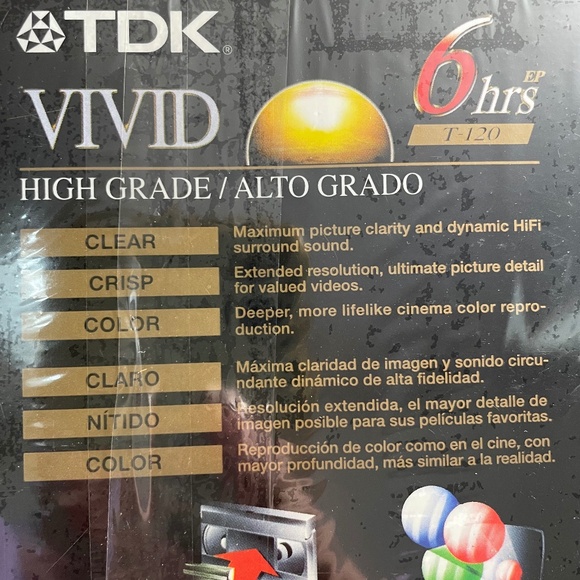 TDK®
VIVID
6hrs EP
T-120
HIGH GRADE / ALTO GRADO
CLEAR
Maximum picture clarity and dynamic HiFi
surround sound.
CRISP
Extended resolution, ultimate picture detail
for valued videos.
COLOR
Deeper, more lifelike cinema color repro-
duction.
CLARO
Máxima claridad de imagen y sonido circu-
ndante dinámico de alta fidelidad.
NÍTIDO
Resolución extendida, el mayor detalle de
imagen posible para sus películas favoritas.
COLOR
Reproducción de color como en el cine, con
mayor profundidad, más similar a la realidad.